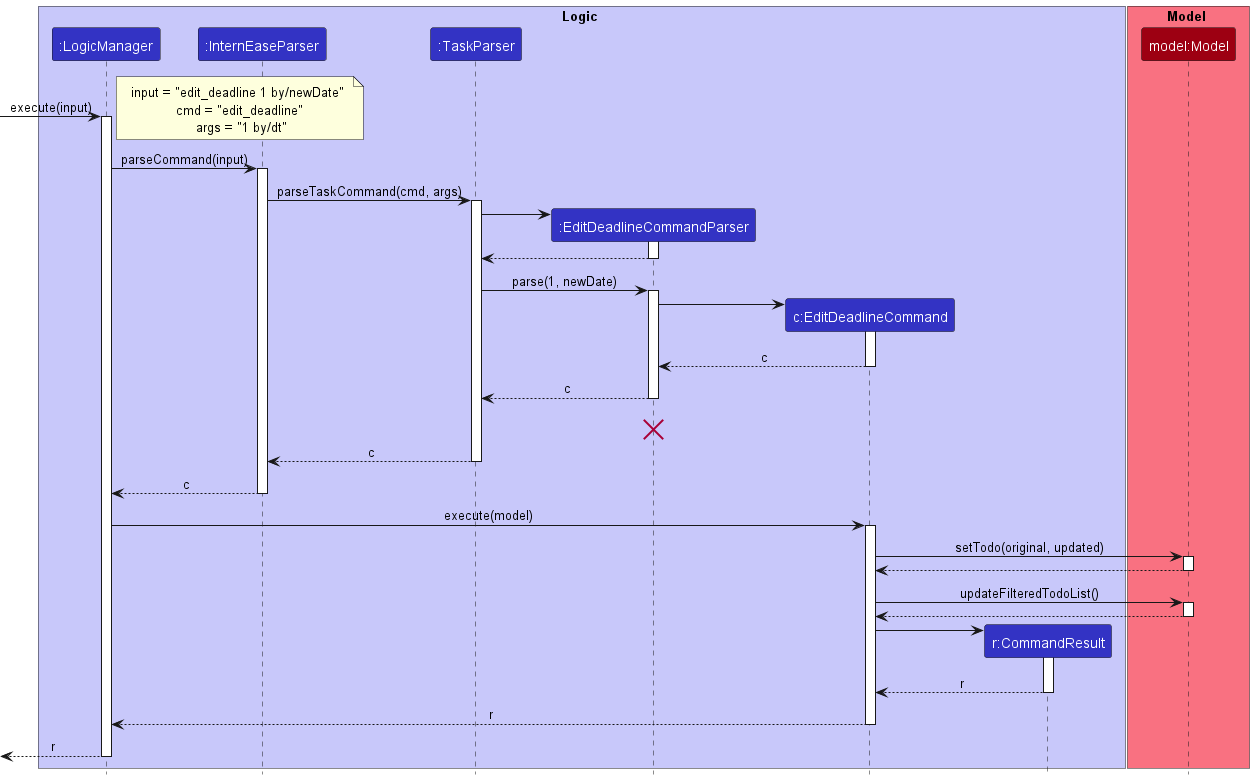 Logic
Model
:LogicManager
:InternEaseParser
:TaskParser
model:Model
input = "edit_deadline 1 by/newDate"
cmd = "edit_deadline"
args = "1 by/dt"
execute(input)
parseCommand(input)
parseTaskCommand(cmd, args)
:EditDeadlineCommandParser
parse(1, newDate)
c:EditDeadlineCommand
c
c
c
c
execute(model)
setTodo(original, updated)
updateFilteredTodoList()
r:CommandResult
r
r
r